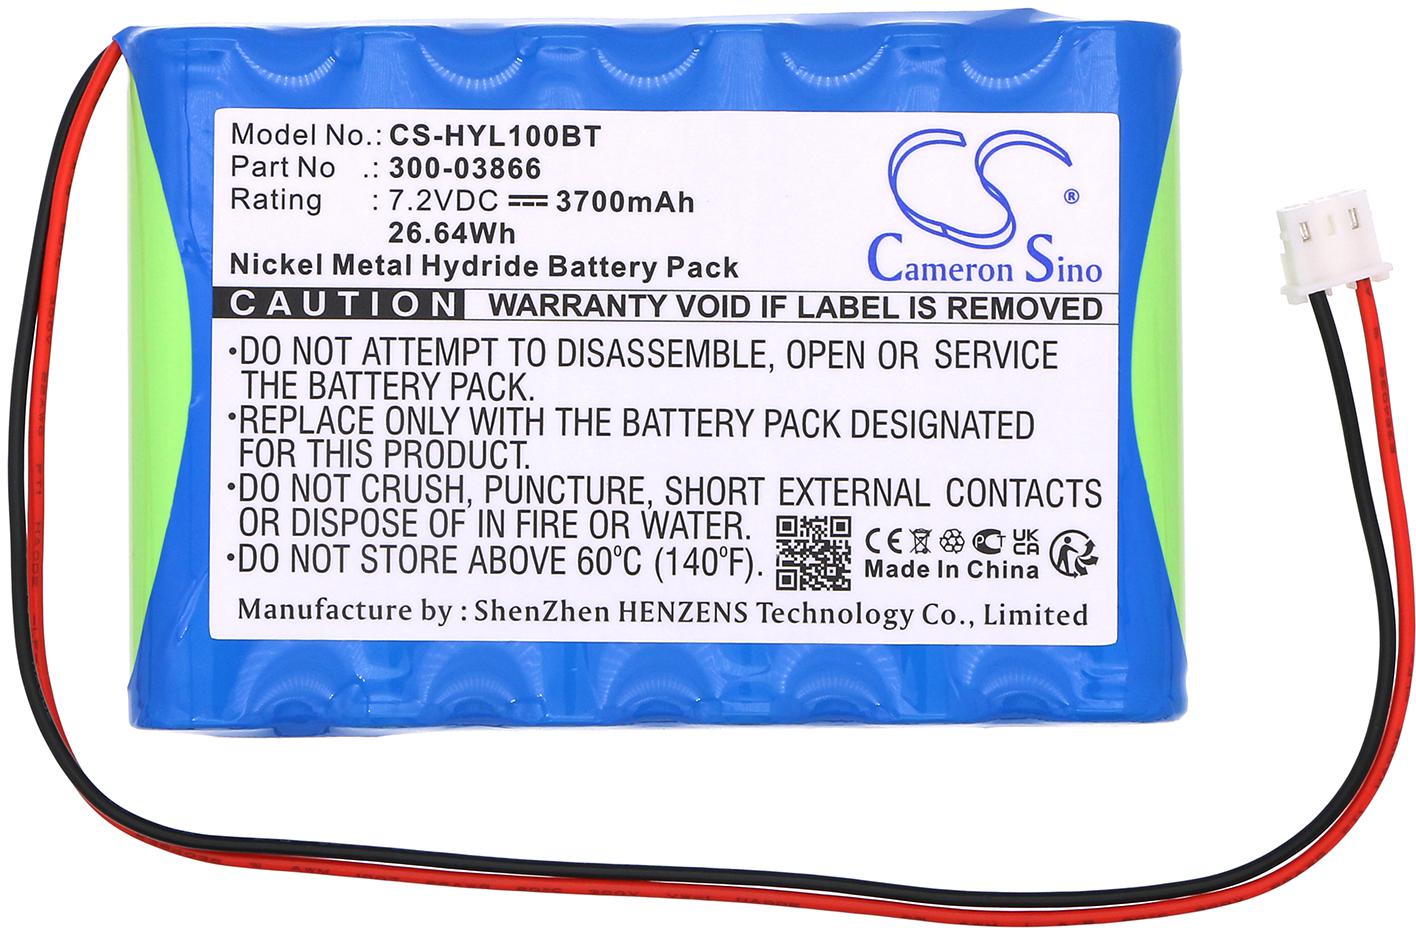 Model No.: CS-HYL100BT
Part No .: 300-03866
Rating : 7.2VDC 3700mAh
26.64Wh
Nickel Metal Hydride Battery Pack
CS
®
Cameron Sino
CAUTION WARRANTY VOID IF LABEL IS REMOVED
•DO NOT ATTEMPT TO DISASSEMBLE, OPEN OR SERVICE
THE BATTERY PACK.
•REPLACE ONLY WITH THE BATTERY PACK DESIGNATED
FOR THIS PRODUCT.
•DO NOT CRUSH, PUNCTURE, SHORT EXTERNAL CONTACTS
OR DISPOSE OF IN FIRE OR WATER.
•DO NOT STORE ABOVE 60°C (140°F).
CE UK CA
Made In China
Manufacture by : ShenZhen HENZENS Technology Co., Limited